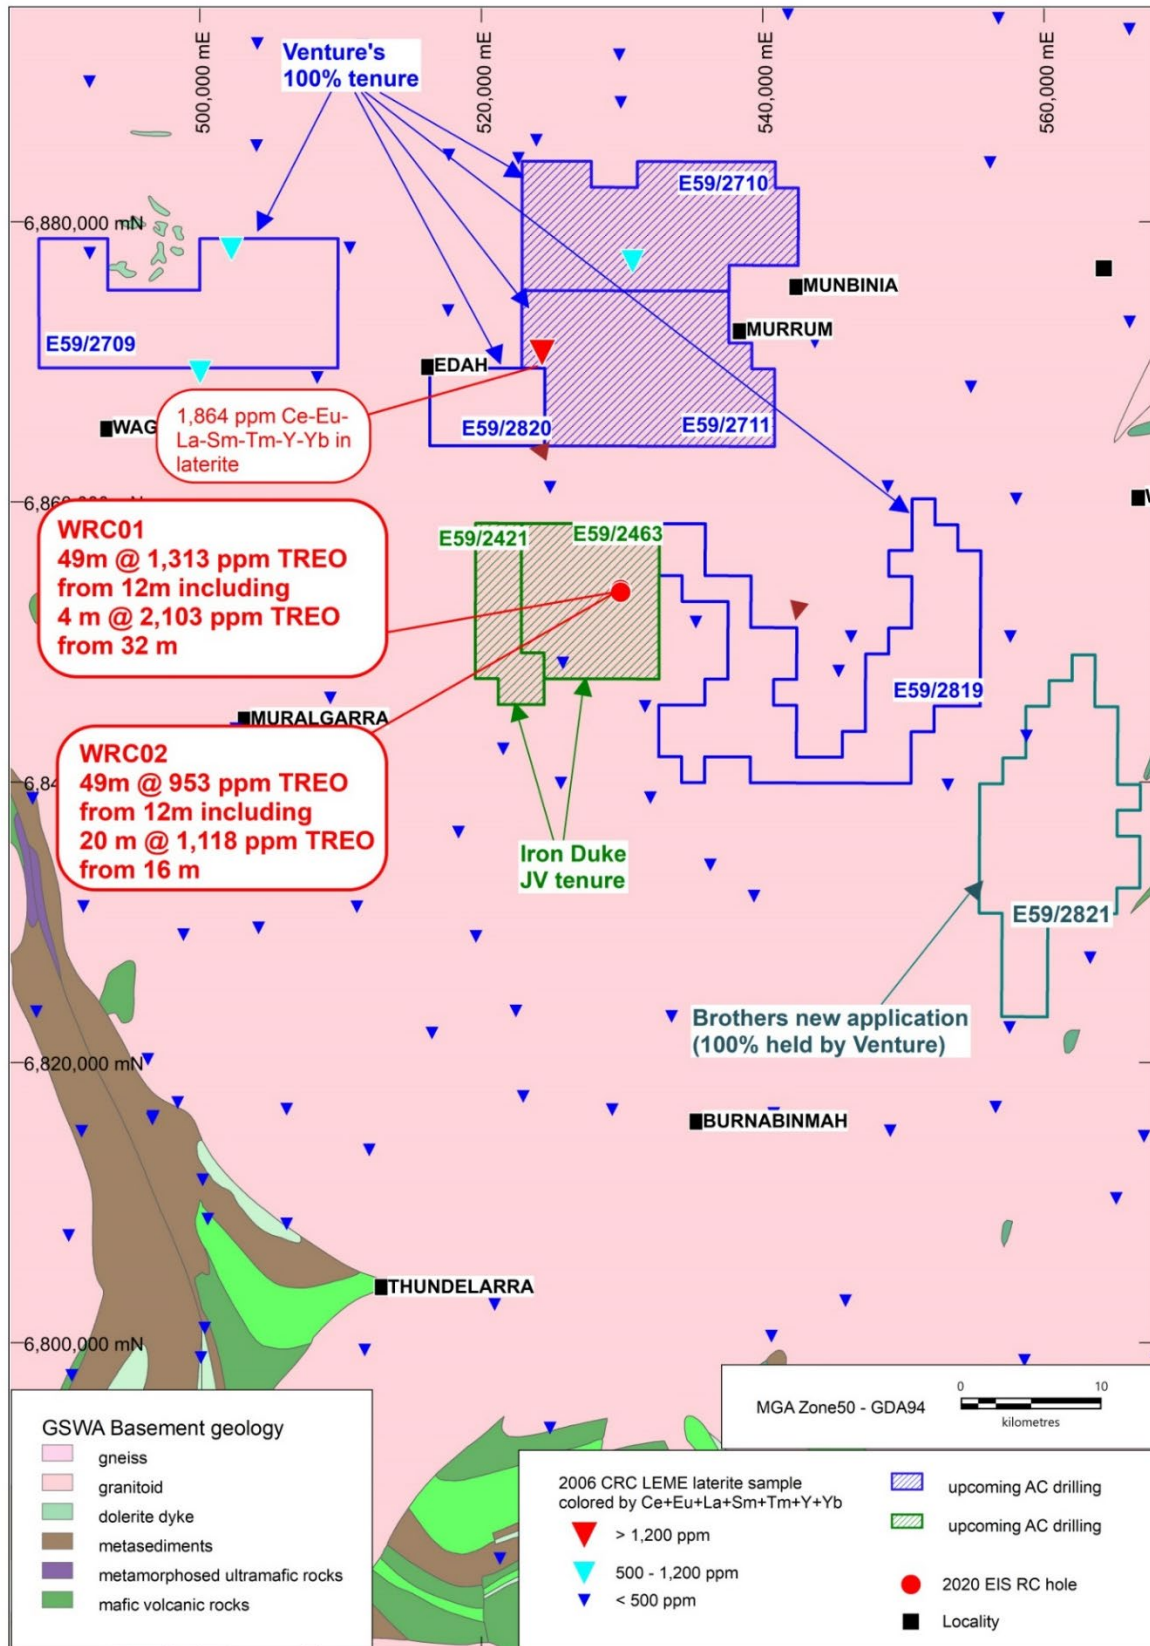 500,000 mE
520,000 mE
540,000 mE
560,000 mE
Venture's
100% tenure
E59/2710
6,880,000 mN
MUNBINIA
MURRUM
E59/2709
EDAH
1,864 ppm Ce-Eu-
La-Sm-Tm-Y-Yb in
laterite
WAG
E59/2820
E59/2711
WRC01
49m @ 1,313 ppm TREO
from 12m including
4 m @ 2,103 ppm TREO
from 32 m
E59/2421
E59/2463
E59/2819
MURALGARRA
WRC02
49m @ 953 ppm TREO
from 12m including
20 m @ 1,118 ppm TREO
from 16 m
Iron Duke
JV tenure
E59/2821
Brothers new application
(100% held by Venture)
6,820,000 mN
BURNABINMAH
THUNDELARRA
6,800,000 mN
MGA Zone50 - GDA94
0 10
kilometres
GSWA Basement geology
gneiss
granitoid
dolerite dyke
metasediments
metamorphosed ultramafic rocks
mafic volcanic rocks
2006 CRC LEME laterite sample
colored by Ce+Eu+La+Sm+Tm+Y+Yb
> 1,200 ppm
500 - 1,200 ppm
< 500 ppm
upcoming AC drilling
upcoming AC drilling
2020 EIS RC hole
Locality